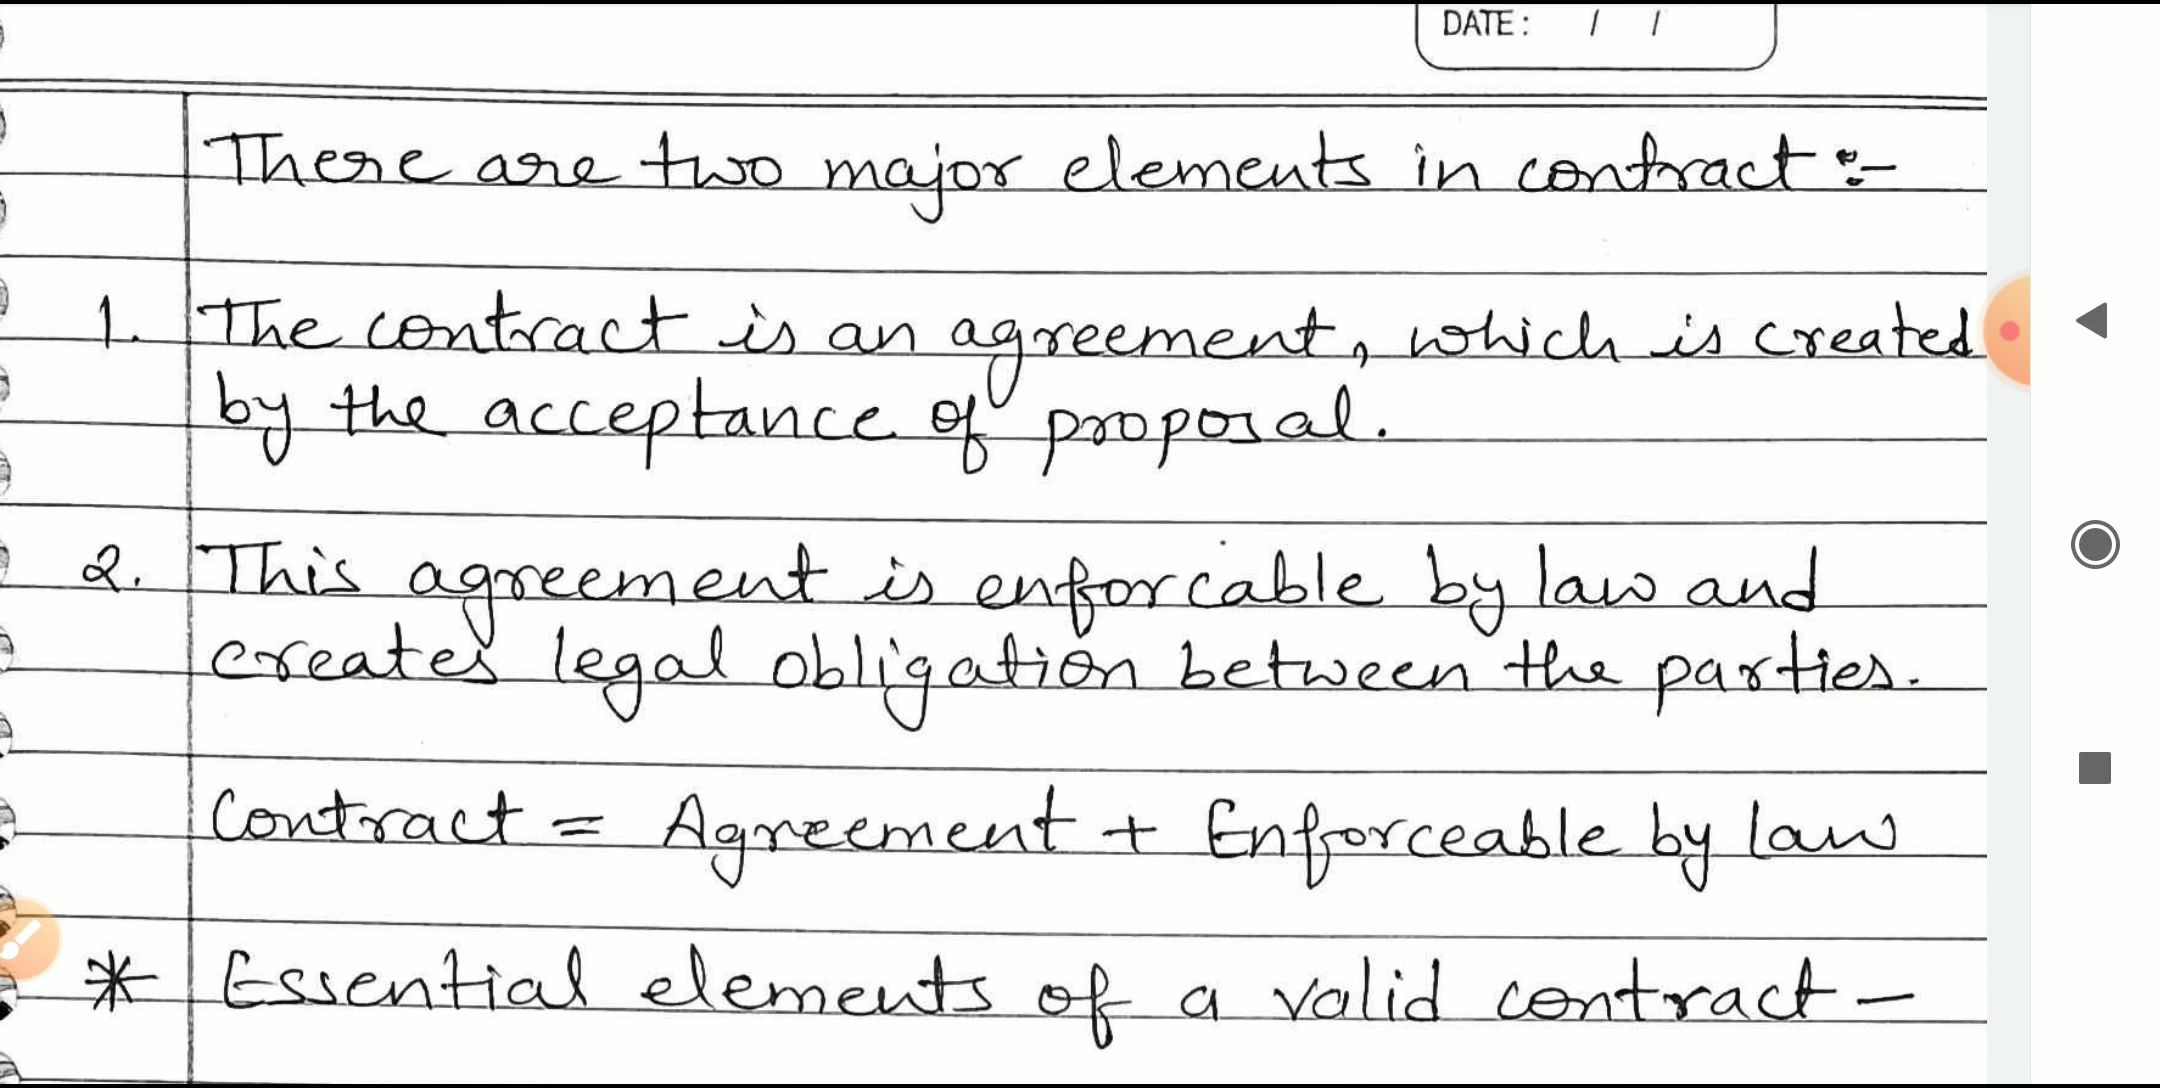 DATE: / /
There are two major elements in contract :-
1. The contract is an agreement, which is created
by the acceptance of proposal.
2. This agreement is enforcable by law and
creates legal obligation between the parties.
Contract = Agreement + Enforceable by law
* Essential elements of a valid contract -